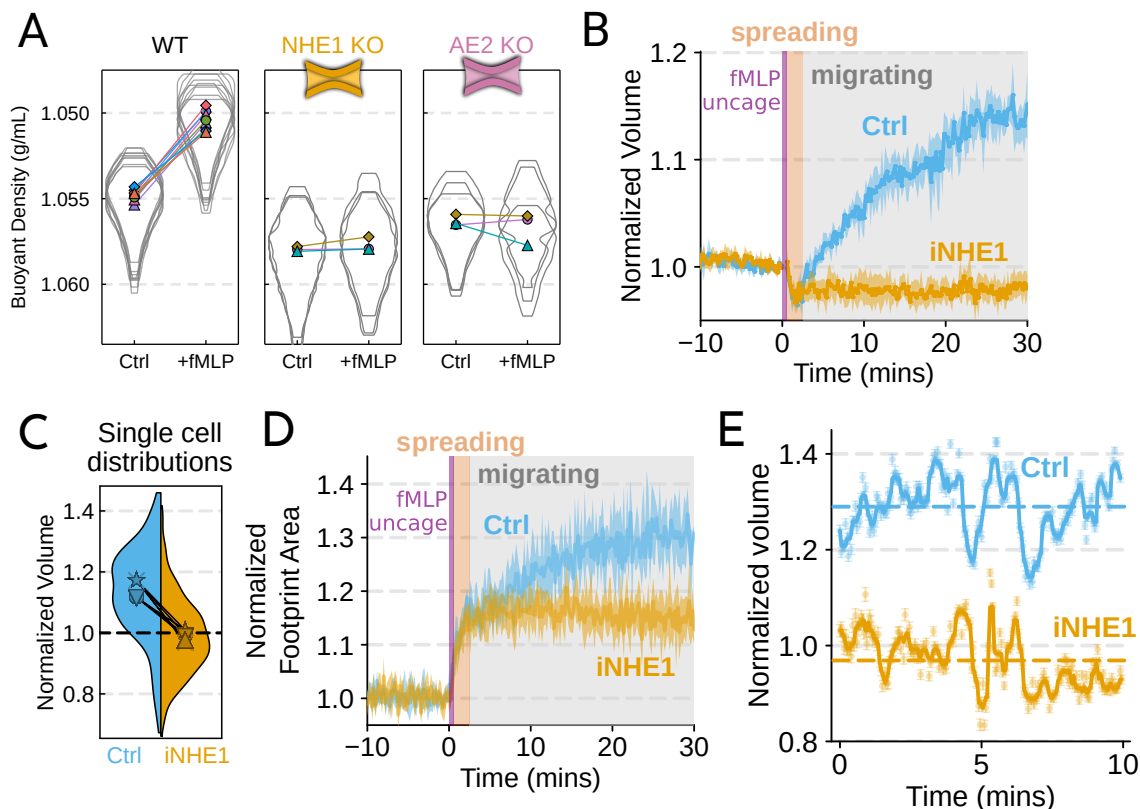 A
WT
NHE1 KO
AE2 KO
Buoyant Density (g/mL)
1.050
1.055
1.060
Ctrl
+fMLP
Ctrl
+fMLP
Ctrl
+fMLP
B
spreading
fMLP
uncage
migrating
Ctrl
iNHE1
Normalized Volume
1.2
1.1
1.0
−10
0
10
20
30
Time (mins)
C
Single cell
distributions
Normalized Volume
1.4
1.2
1.0
0.8
Ctrl
iNHE1
D
spreading
fMLP
uncage
migrating
Ctrl
iNHE1
Normalized
Footprint Area
1.4
1.3
1.2
1.1
1.0
−10
0
10
20
30
Time (mins)
E
Normalized volume
1.4
1.2
1.0
0.8
Ctrl
iNHE1
0
5
10
Time (mins)